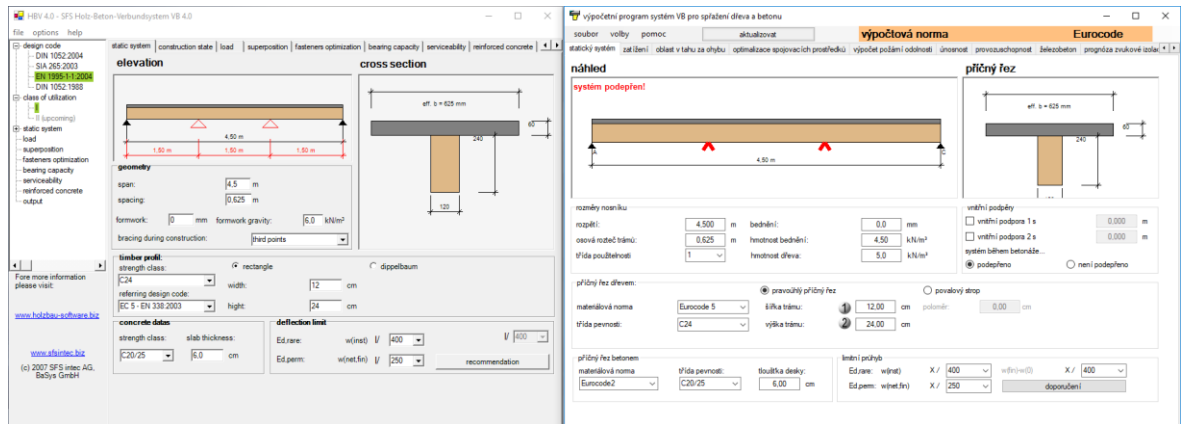 HBV 4.0 - SFS Holz-Beton-Verbundsystem VB 4.0
file options help
design code
DIN 1052:2004
SIA 265:2003
EN 1995-1-1:2004
DIN 1052:1988
class of utilization
I
II (upcoming)
static system
load
superposition
fasteners optimization
bearing capacity
serviceability
reinforced concrete
output
Fore more information
please visit:
www.holzbau-software.biz
www.sfsintec.biz
(c) 2007 SFS intec AG,
BaSys GmbH
static system construction state load superposition fasteners optimization bearing capacity serviceability reinforced concrete
elevation
cross section
4,50 m
1,50 m 1,50 m 1,50 m
eff. b = 625 mm
60
240
120
geometry
span: 4,5 m
spacing: 0,625 m
formwork: 0 mm formwork gravity: 6,0 kN/m³
bracing during construction: third points
timber profil:
strength class: rectangle dippelbaum
C24
width: 12 cm
referring design code:
EC 5 - EN 338:2003
hight: 24 cm
concrete datas
strength class: slab thickness:
C20/25 6,0 cm
deflection limit
Ed,rare: w(inst) l/ 400 l/ 400
Ed,perm: w(net,fin) l/ 250 recommendation
výpočetní program systém VB pro spřažení dřeva a betonu
soubor volby pomoc aktualizovat výpočtová norma Eurocode
statický systém zatížení oblast v tahu za ohybu optimalizace spojovacích prostředků výpočet požární odolnosti únosnost provozuschopnost železobeton prognóza zvukové izolac
náhled
příčný řez
systém podepřen!
A
C
4,50 m
eff. b = 625 mm
60
240
120
rozměry nosníku
rozpětí: 4,500 m bednění: 0,0 mm
osová rozteč trámů: 0,625 m hmotnost bednění: 4,50 kN/m³
třída použitelnosti 1 hmotnost dřeva: 5,0 kN/m³
vnitřní podpěry
vnitřní podpora 1 s 0,000 m
vnitřní podpora 2 s 0,000 m
systém během betonáže...
podepřeno není podepřeno
příčný řez dřevem:
pravoúhlý příčný řez povalový strop
materiálová norma Eurocode 5 šířka trámu: 1 12,00 cm poloměr: 0,00 cm
třída pevnosti: C24 výška trámu: 2 24,00 cm
příčný řez betonem
materiálová norma třída pevnosti: tloušťka desky:
Eurocode2 C20/25 6,00 cm
limitní průhyb
Ed,rare: w(inst) X / 400 w(fin)-w(0) X / 400
Ed,perm: w(net,fin) X / 250 doporučení